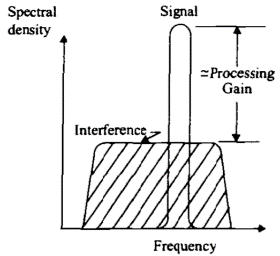 Spectral
density
Signal
≃Processing
Gain
Interference
Frequency